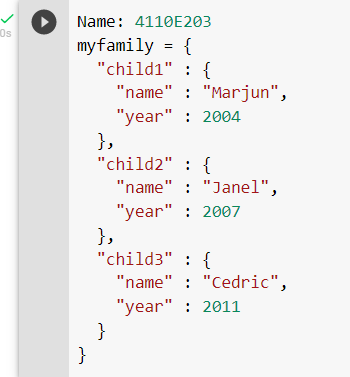 0s
Name: 4110E203
myfamily = {
  "child1" : {
    "name" : "Marjun",
    "year" : 2004
  },
  "child2" : {
    "name" : "Janel",
    "year" : 2007
  },
  "child3" : {
    "name" : "Cedric",
    "year" : 2011
  }
}